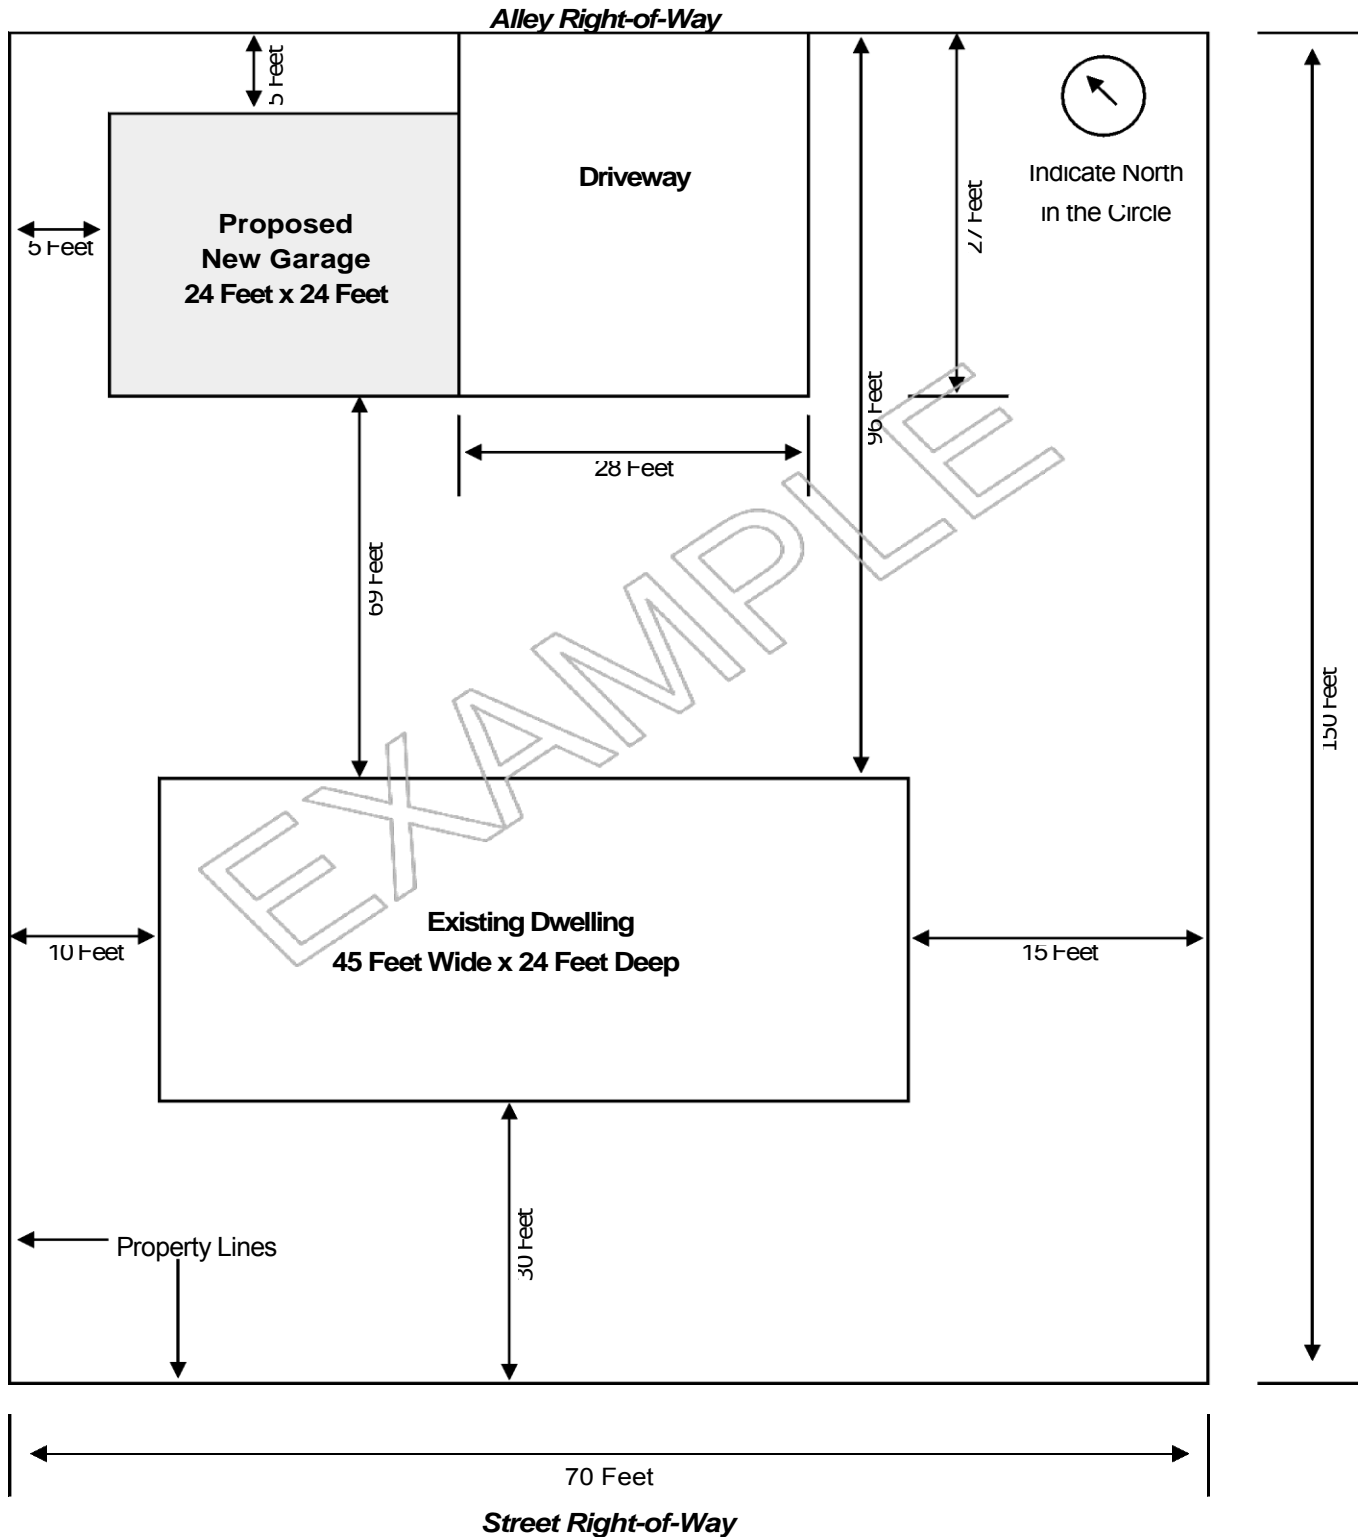 Alley Right-of-Way
5 Feet
Driveway
Indicate North
in the Circle
27 Feet
5 Feet
Proposed
New Garage
24 Feet x 24 Feet
96 Feet
28 Feet
69 Feet
150 Feet
EXAMPLE
Existing Dwelling
45 Feet Wide x 24 Feet Deep
10 Feet
15 Feet
30 Feet
Property Lines
70 Feet
Street Right-of-Way